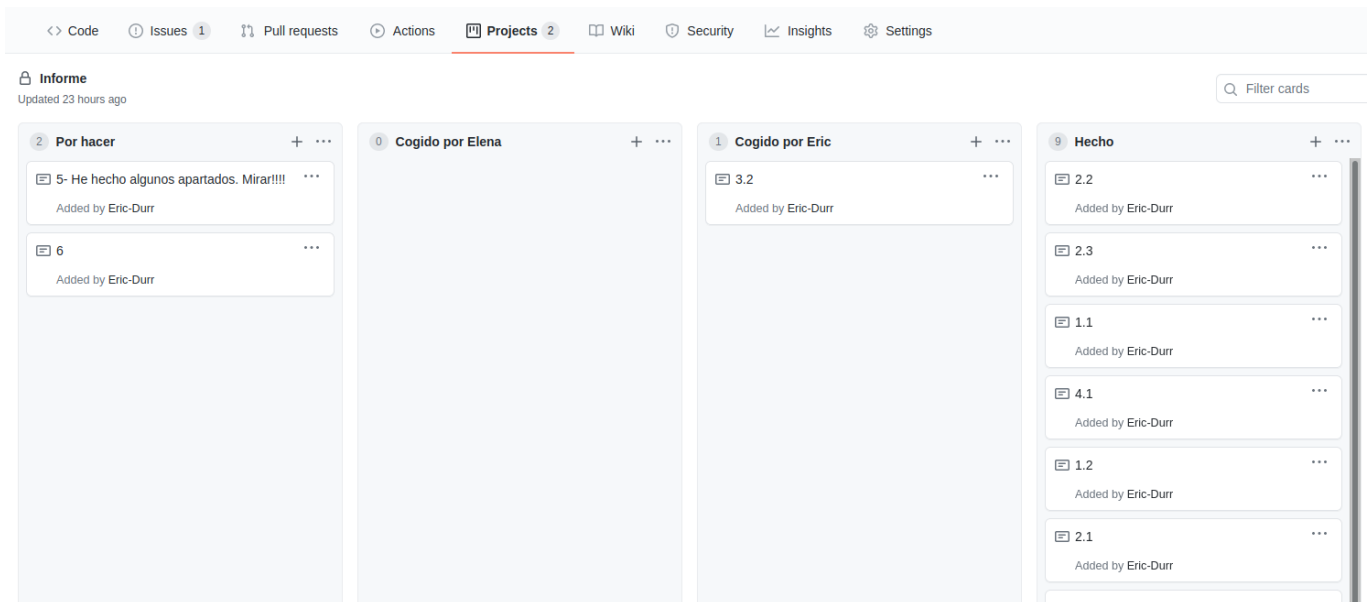 Code Issues 1 Pull requests Actions Projects 2 Wiki Security Insights Settings
Informe
Updated 23 hours ago
Filter cards
2 Por hacer
5- He hecho algunos apartados. Mirar!!!!
Added by Eric-Durr
6
Added by Eric-Durr
0 Cogido por Elena
1 Cogido por Eric
3.2
Added by Eric-Durr
9 Hecho
2.2
Added by Eric-Durr
2.3
Added by Eric-Durr
1.1
Added by Eric-Durr
4.1
Added by Eric-Durr
1.2
Added by Eric-Durr
2.1
Added by Eric-Durr